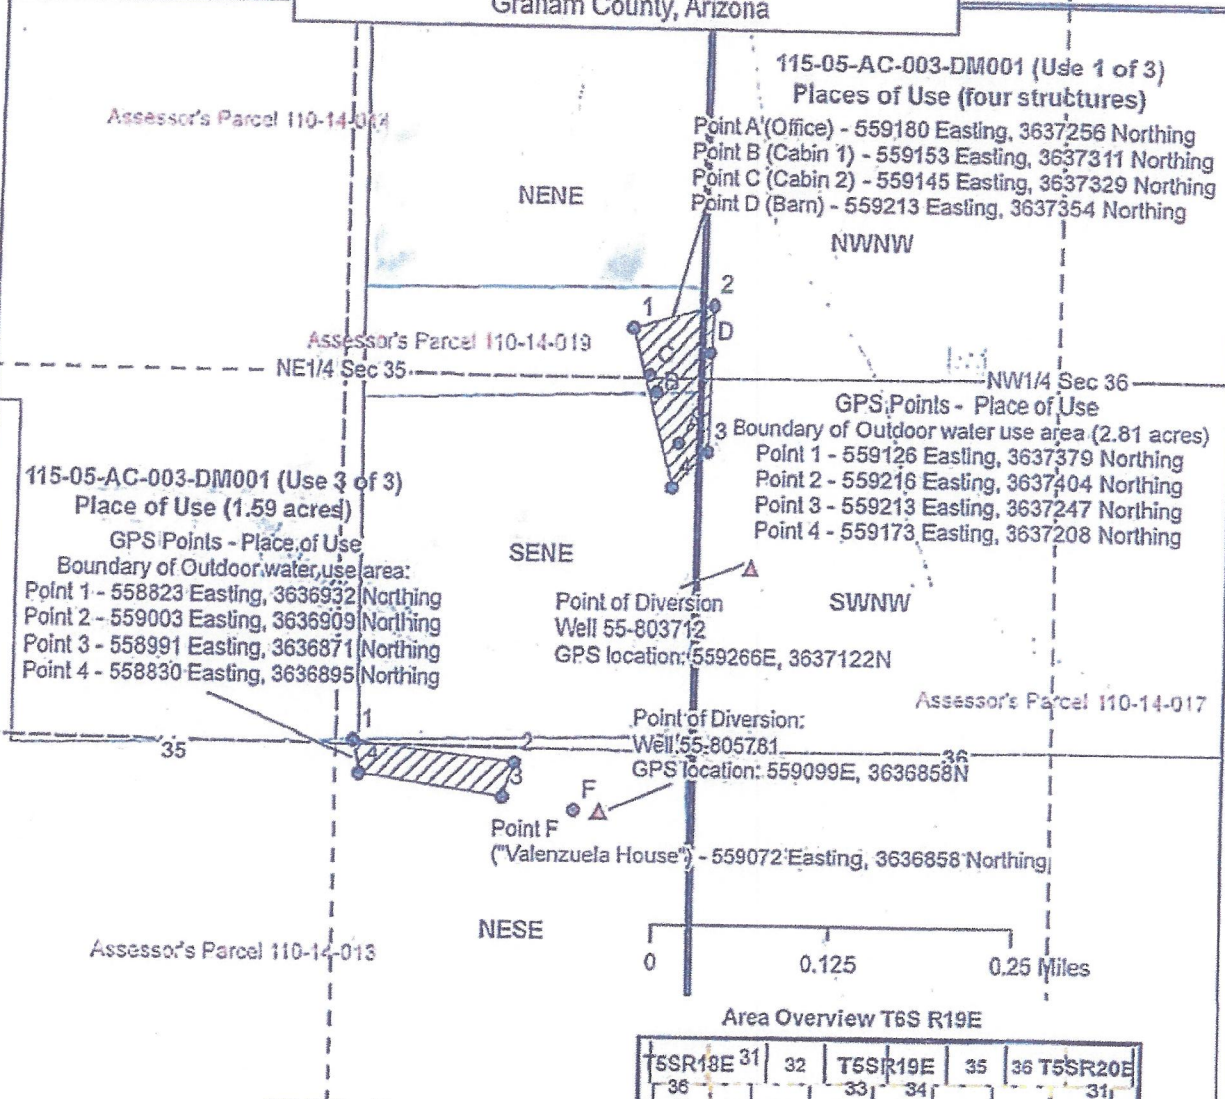 Graham County, Arizona
115-05-AC-003-DM001 (Use 1 of 3)
Places of Use (four structures)
Assessor's Parcel 110-14-
Point A (Office) - 559180 Easting, 3637256 Northing
Point B (Cabin 1) - 559153 Easting, 3637311 Northing
Point C (Cabin 2) - 559145 Easting, 3637329 Northing
Point D (Barn) - 559213 Easting, 3637354 Northing
NENE
NWNW
1
2
D
C
B
A
4
3
Assessor's Parcel 110-14-019
NE1/4 Sec 35
NW1/4 Sec 36
GPS Points - Place of Use
Boundary of Outdoor water use area (2.81 acres)
Point 1 - 559126 Easting, 3637379 Northing
Point 2 - 559216 Easting, 3637404 Northing
Point 3 - 559213 Easting, 3637247 Northing
Point 4 - 559173 Easting, 3637208 Northing
115-05-AC-003-DM001 (Use 3 of 3)
Place of Use (1.59 acres)
GPS Points - Place of Use
Boundary of Outdoor water use area:
Point 1 - 558823 Easting, 3636932 Northing
Point 2 - 559003 Easting, 3636909 Northing
Point 3 - 558991 Easting, 3636871 Northing
Point 4 - 558830 Easting, 3636895 Northing
SENE
Point of Diversion
Well 55-803712
GPS location: 559266E, 3637122N
SWNW
Assessor's Parcel 110-14-017
1
2
4
3
35
36
Point of Diversion:
Well 55-805781
GPS location: 559099E, 3636858N
F
Point F
("Valenzuela House") - 559072 Easting, 3636858 Northing
NESE
Assessor's Parcel 110-14-013
0
0.125
0.25 Miles
Area Overview T6S R19E
T5SR18E 31 32 T5SR19E 35 36 T5SR20E
36 33 34 31